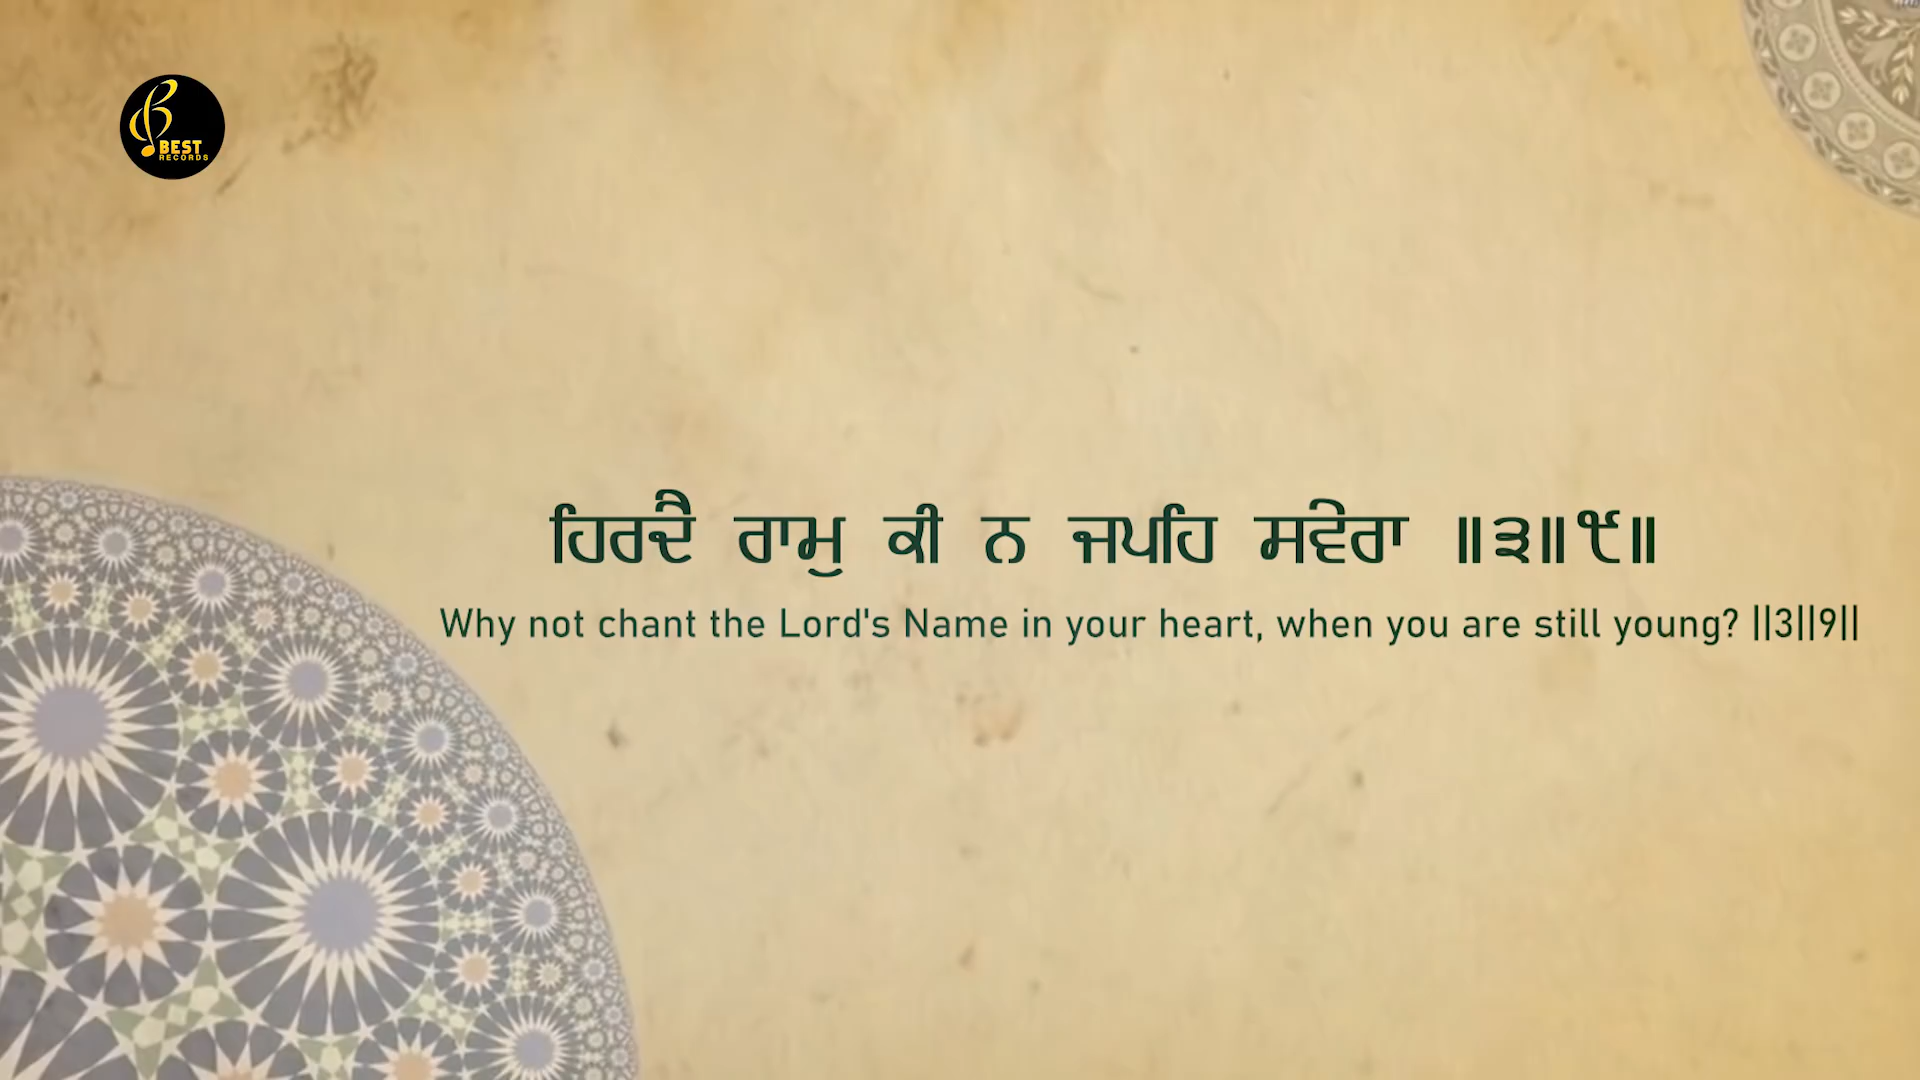 BEST
RECORDS
ਹਿਰਦੈ ਰਾਮੁ ਕੀ ਨ ਜਪਹਿ ਸਵੇਰਾ ॥੩॥੯॥
Why not chant the Lord's Name in your heart, when you are still young? ||3||9||